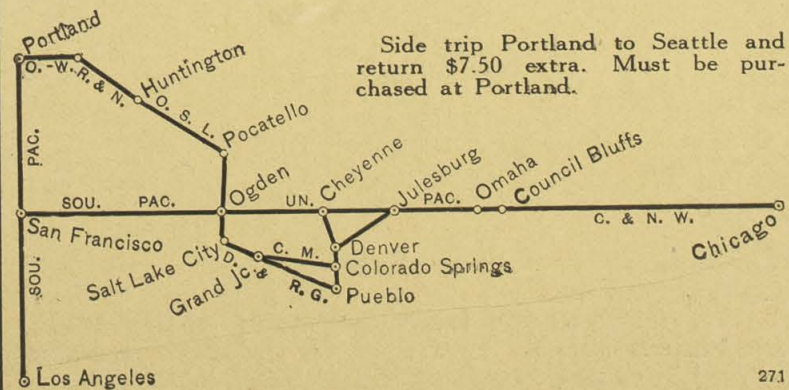 Portland
O.-W. R. & N.
Huntington
O. S. L.
Pocatello
Side trip Portland to Seattle and
return $7.50 extra. Must be pur-
chased at Portland.
PAC.
SOU. PAC.
Ogden
UN.
Cheyenne
Julesburg
PAC.
Omaha
Council Bluffs
C. & N. W.
Chicago
San Francisco
SOU.
Salt Lake City
D. & R. G.
Grand Jc.
C. M.
Denver
Colorado Springs
Pueblo
Los Angeles
271